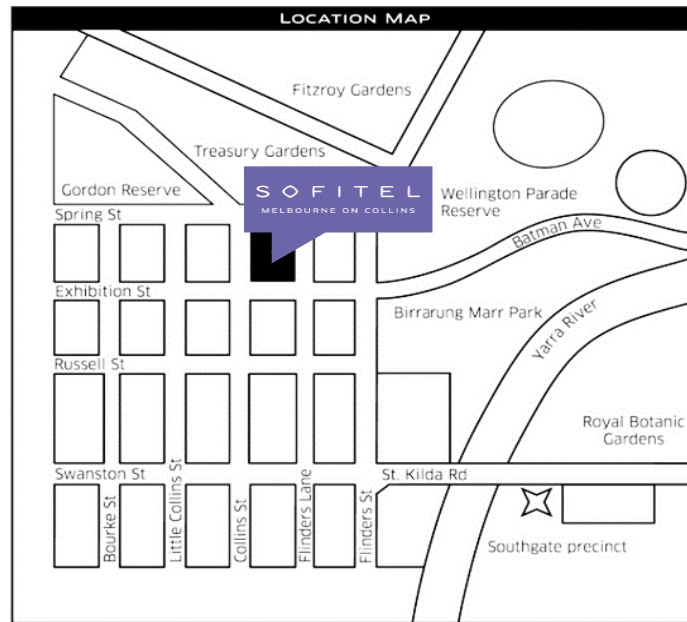 LOCATION MAP
Fitzroy Gardens
Treasury Gardens
Gordon Reserve
SOFITEL
MELBOURNE ON COLLINS
Wellington Parade
Reserve
Spring St
Batman Ave
Exhibition St
Birrarung Marr Park
Yarra River
Russell St
Royal Botanic
Gardens
Swanston St
St. Kilda Rd
Bourke St
Little Collins St
Collins St
Flinders Lane
Flinders St
Southgate precinct